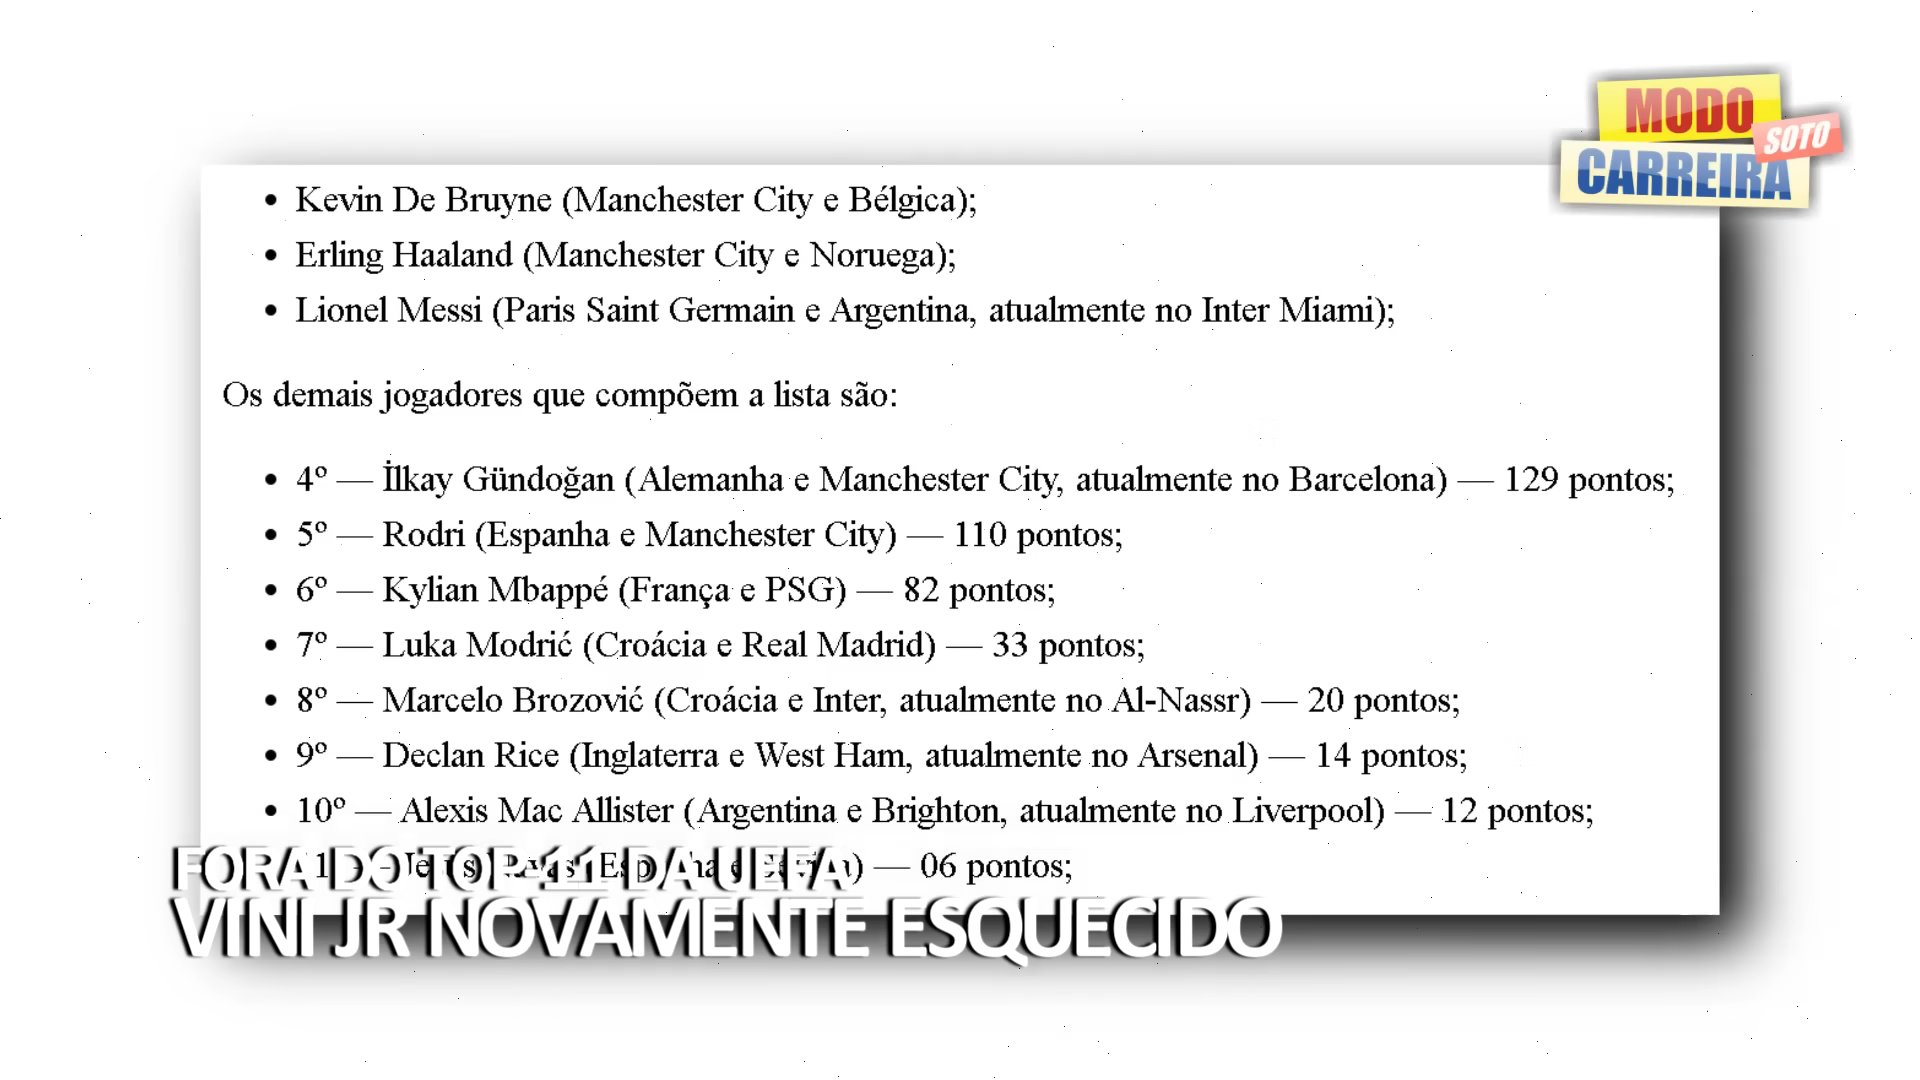 MODO
SOTO
CARREIRA
• Kevin De Bruyne (Manchester City e Bélgica);
• Erling Haaland (Manchester City e Noruega);
• Lionel Messi (Paris Saint Germain e Argentina, atualmente no Inter Miami);
Os demais jogadores que compõem a lista são:
• 4º — İlkay Gündoğan (Alemanha e Manchester City, atualmente no Barcelona) — 129 pontos;
• 5º — Rodri (Espanha e Manchester City) — 110 pontos;
• 6º — Kylian Mbappé (França e PSG) — 82 pontos;
• 7º — Luka Modrić (Croácia e Real Madrid) — 33 pontos;
• 8º — Marcelo Brozović (Croácia e Inter, atualmente no Al-Nassr) — 20 pontos;
• 9º — Declan Rice (Inglaterra e West Ham, atualmente no Arsenal) — 14 pontos;
• 10º — Alexis Mac Allister (Argentina e Brighton, atualmente no Liverpool) — 12 pontos;
— 06 pontos;
FORA DO TOP 11 DA UEFA
VINI JR NOVAMENTE ESQUECIDO